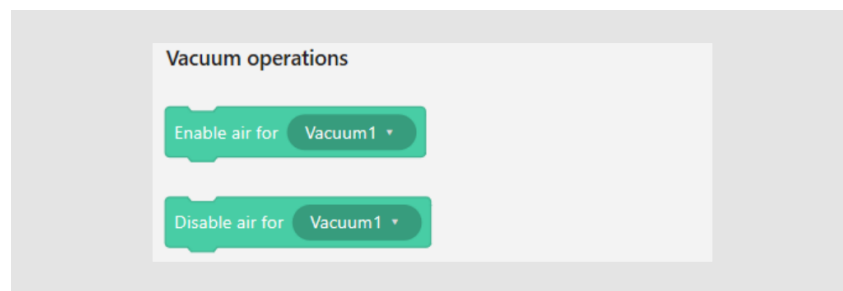 Vacuum operations
Enable air for Vacuum1
Disable air for Vacuum1